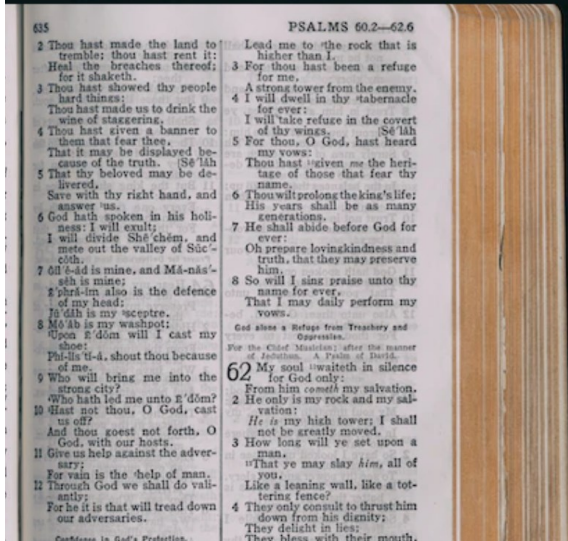 635
PSALMS 60.2—62.6
2 Thou hast made the land to
tremble; thou hast rent it:
Heal the breaches thereof;
for it shaketh.
3 Thou hast showed thy people
hard things:
Thou hast made us to drink the
wine of staggering.
4 Thou hast given a banner to
them that fear thee,
That it may be displayed be-
cause of the truth. [Sē´lȧh
5 That thy beloved may be de-
livered,
Save with thy right hand, and
answer us.
6 God hath spoken in his holi-
ness: I will exult;
I will divide Shē´chĕm, and
mete out the valley of Sŭc´-
cŏth.
7 Gĭl´ē-ăd is mine, and Mȧ-năs´-
sĕh is mine;
Ē´phrȧ-ĭm also is the defence
of my head;
Jū´dȧh is my sceptre.
8 Mō´ăb is my washpot;
Upon Ē´dŏm will I cast my
shoe:
Phĭ-lĭs´tĭ-ȧ, shout thou because
of me.
9 Who will bring me into the
strong city?
Who hath led me unto Ē´dŏm?
10 Hast not thou, O God, cast
us off?
And thou goest not forth, O
God, with our hosts.
11 Give us help against the adver-
sary;
For vain is the help of man.
12 Through God we shall do vali-
antly;
For he it is that will tread down
our adversaries.
Confidence in God's Protection.
Lead me to the rock that is
higher than I.
3 For thou hast been a refuge
for me,
A strong tower from the enemy.
4 I will dwell in thy tabernacle
for ever:
I will take refuge in the covert
of thy wings. [Sē´lȧh
5 For thou, O God, hast heard
my vows:
Thou hast given me the heri-
tage of those that fear thy
name.
6 Thou wilt prolong the king's life;
His years shall be as many
generations.
7 He shall abide before God for
ever:
Oh prepare lovingkindness and
truth, that they may preserve
him.
8 So will I sing praise unto thy
name for ever,
That I may daily perform my
vows.
God alone a Refuge from Treachery and
Oppression.
For the Chief Musician; after the manner
of Jeduthun. A Psalm of David.
62 My soul waiteth in silence
for God only:
From him cometh my salvation.
2 He only is my rock and my sal-
vation:
He is my high tower; I shall
not be greatly moved.
3 How long will ye set upon a
man,
That ye may slay him, all of
you,
Like a leaning wall, like a tot-
tering fence?
4 They only consult to thrust him
down from his dignity;
They delight in lies;
They bless with their mouth,